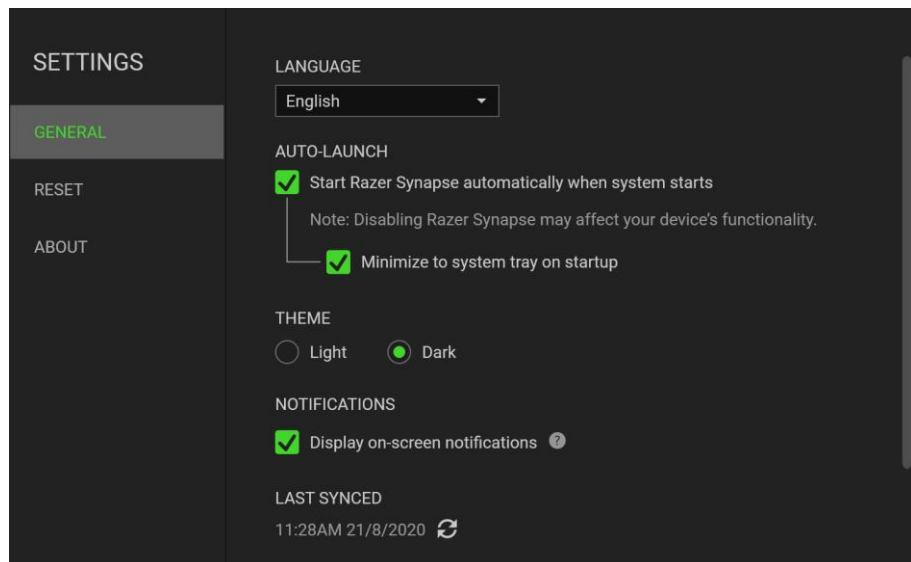 SETTINGS
GENERAL
RESET
ABOUT
LANGUAGE
English
AUTO-LAUNCH
Start Razer Synapse automatically when system starts
Note: Disabling Razer Synapse may affect your device’s functionality.
Minimize to system tray on startup
THEME
Light
Dark
NOTIFICATIONS
Display on-screen notifications ?
LAST SYNCED
11:28AM 21/8/2020